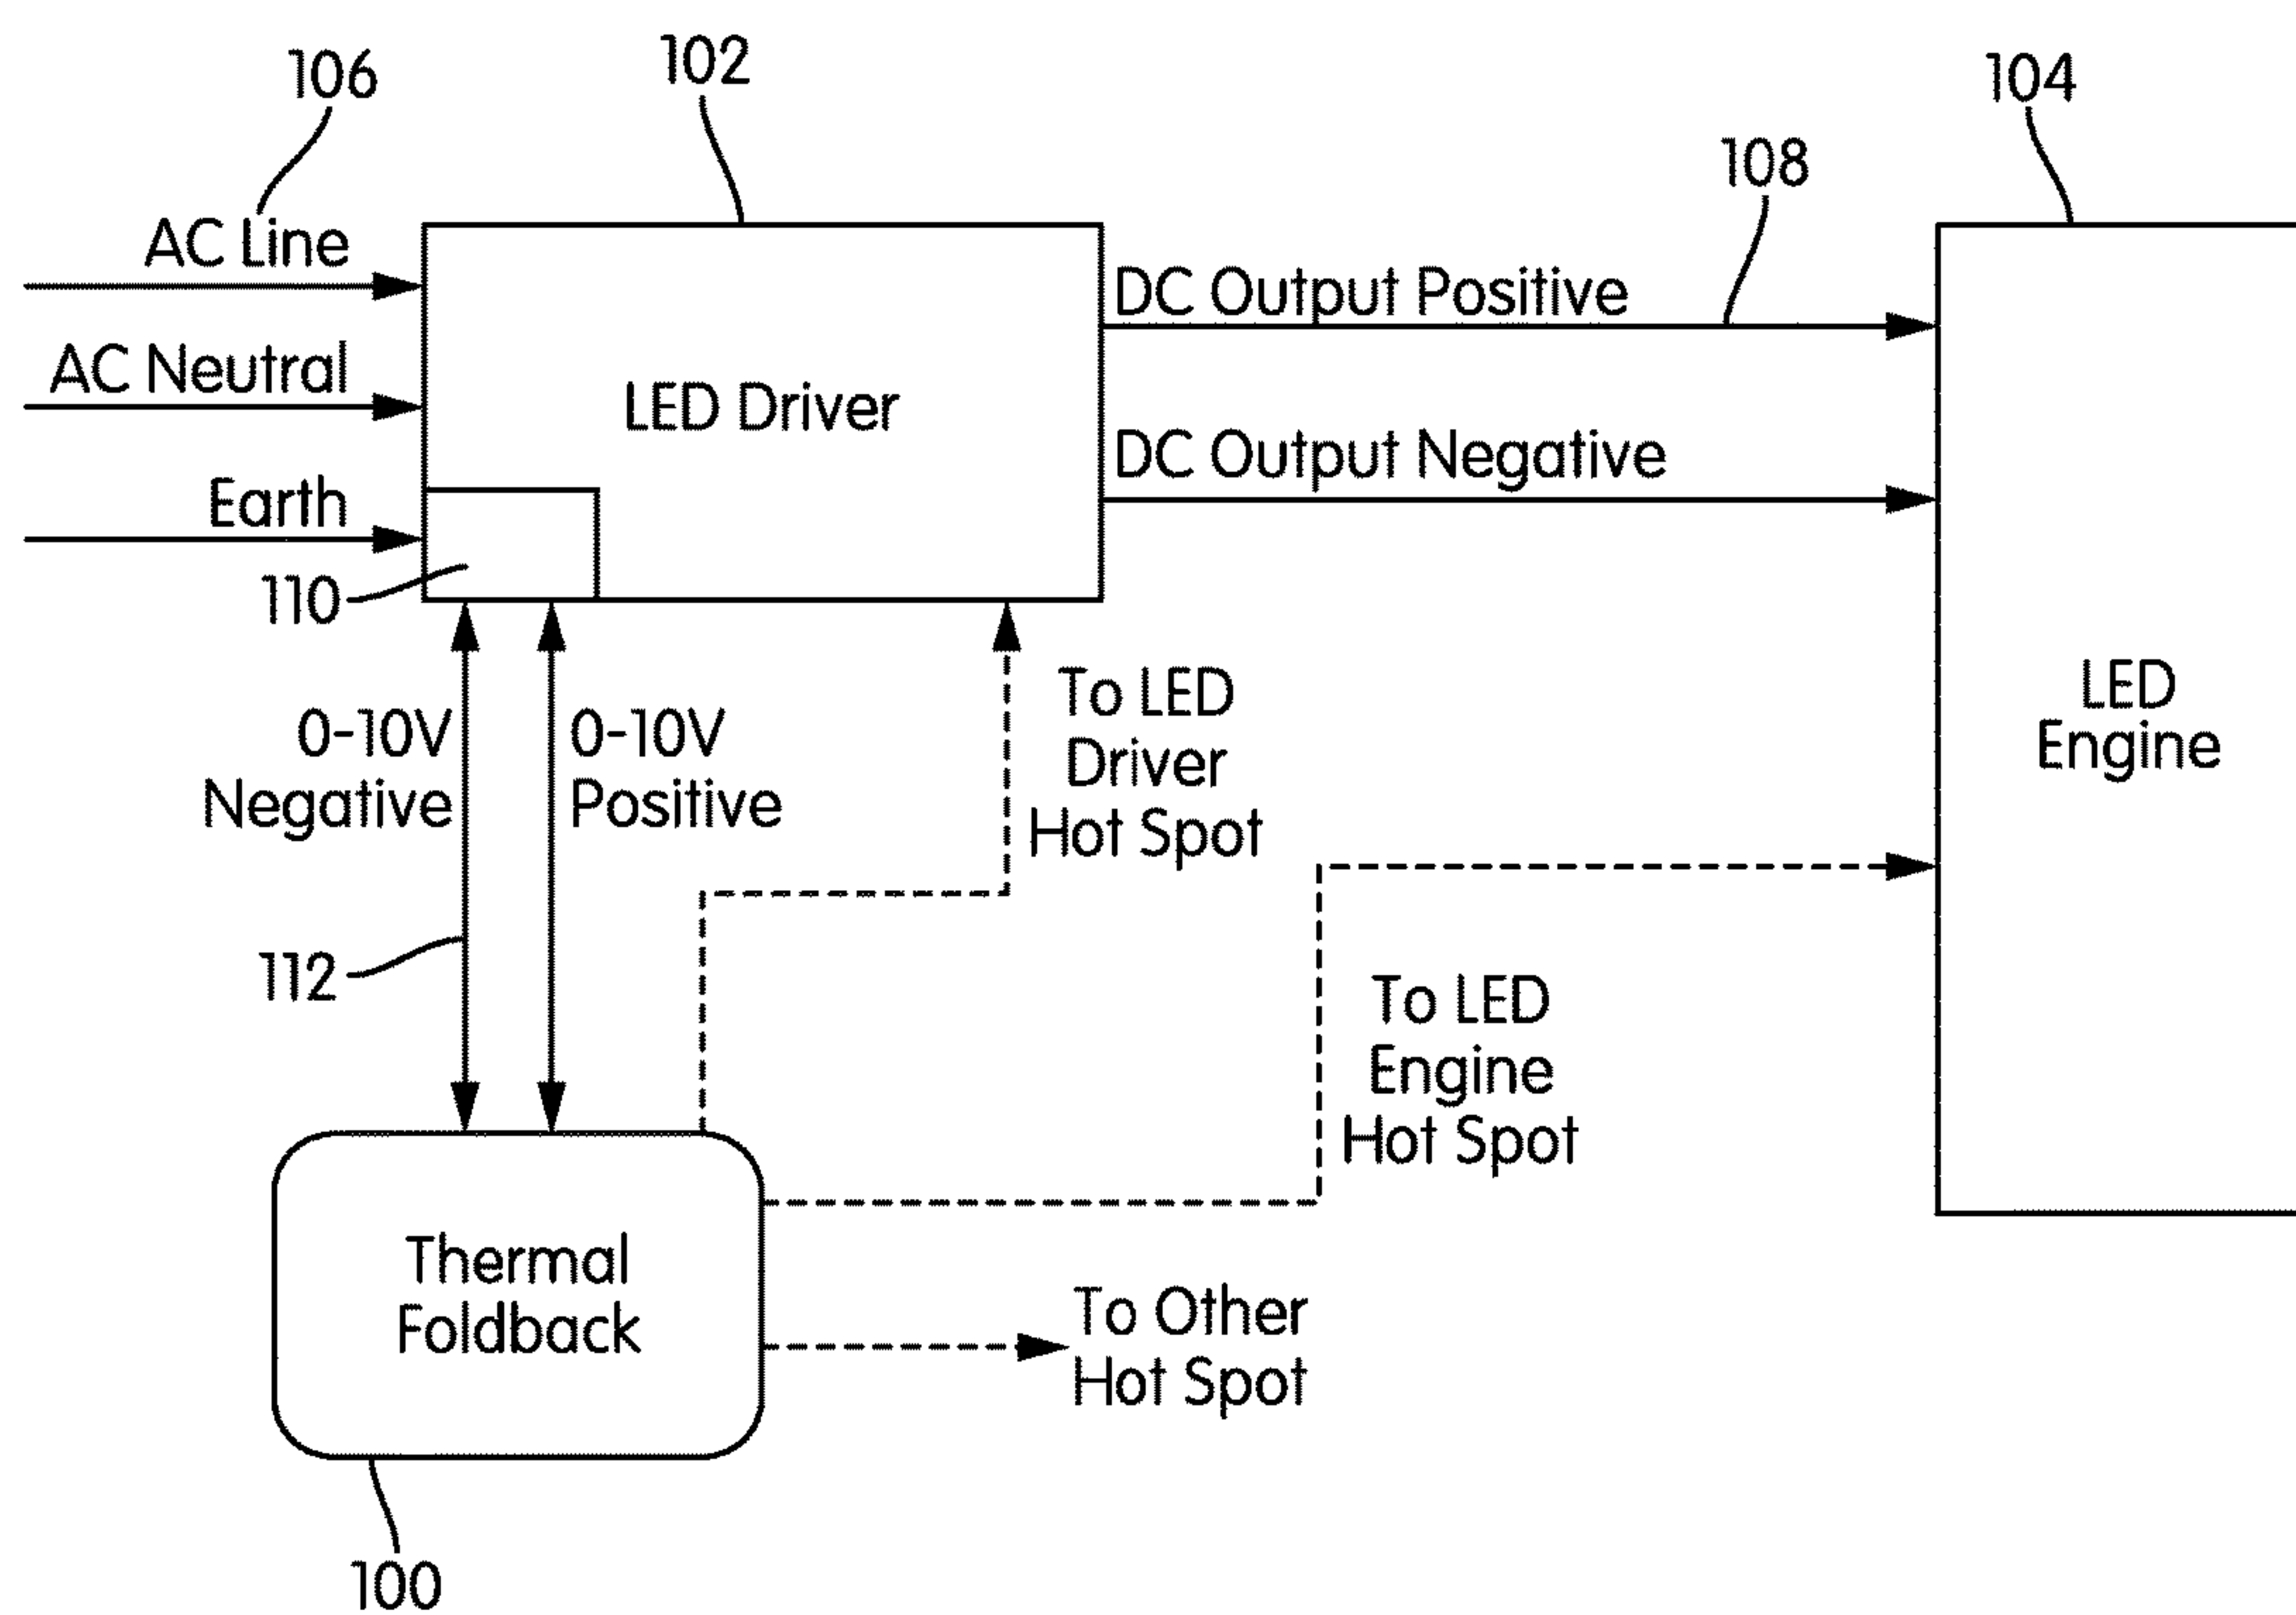 106
102
104
108
AC Line
DC Output Positive
AC Neutral
LED Driver
DC Output Negative
Earth
110
0-10V
Negative
0-10V
Positive
To LED
Driver
Hot Spot
LED
Engine
112
To LED
Engine
Hot Spot
Thermal
Foldback
To Other
Hot Spot
100